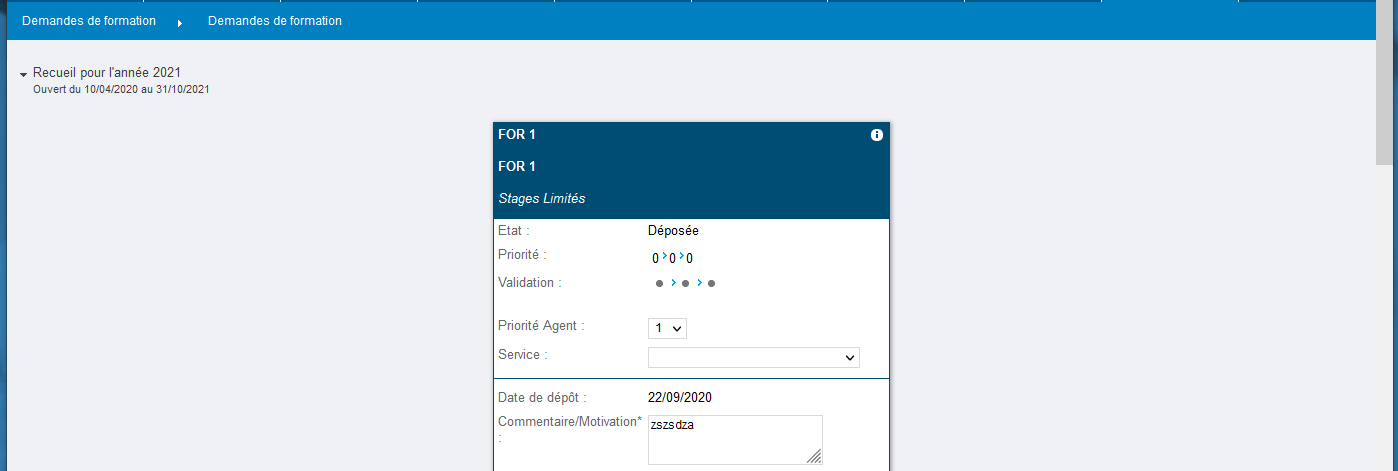 Demandes de formation Demandes de formation
Recueil pour l'année 2021
Ouvert du 10/04/2020 au 31/10/2021
FOR 1
FOR 1
Stages Limités
Etat : Déposée
Priorité : 0 > 0 > 0
Validation :
Priorité Agent : 1
Service :
Date de dépôt : 22/09/2020
Commentaire/Motivation* zszsdza
: